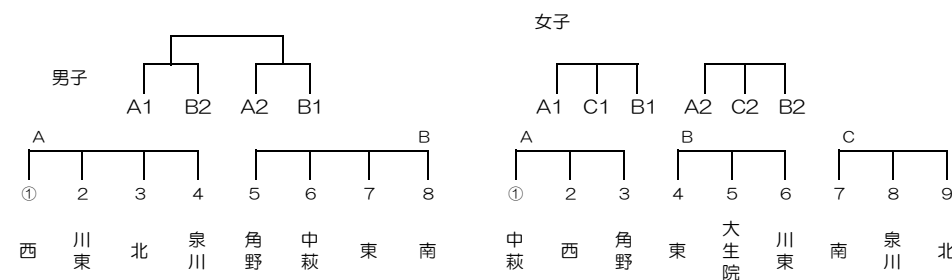 女子
男子
A1 B2 A2 B1
A1 C1 B1 A2 C2 B2
A B
A B C
① 2 3 4 5 6 7 8
① 2 3 4 5 6 7 8 9
西 川東 北 泉川 角野 中萩 東 南
中萩 西 角野 東 大生院 川東 南 泉川 北